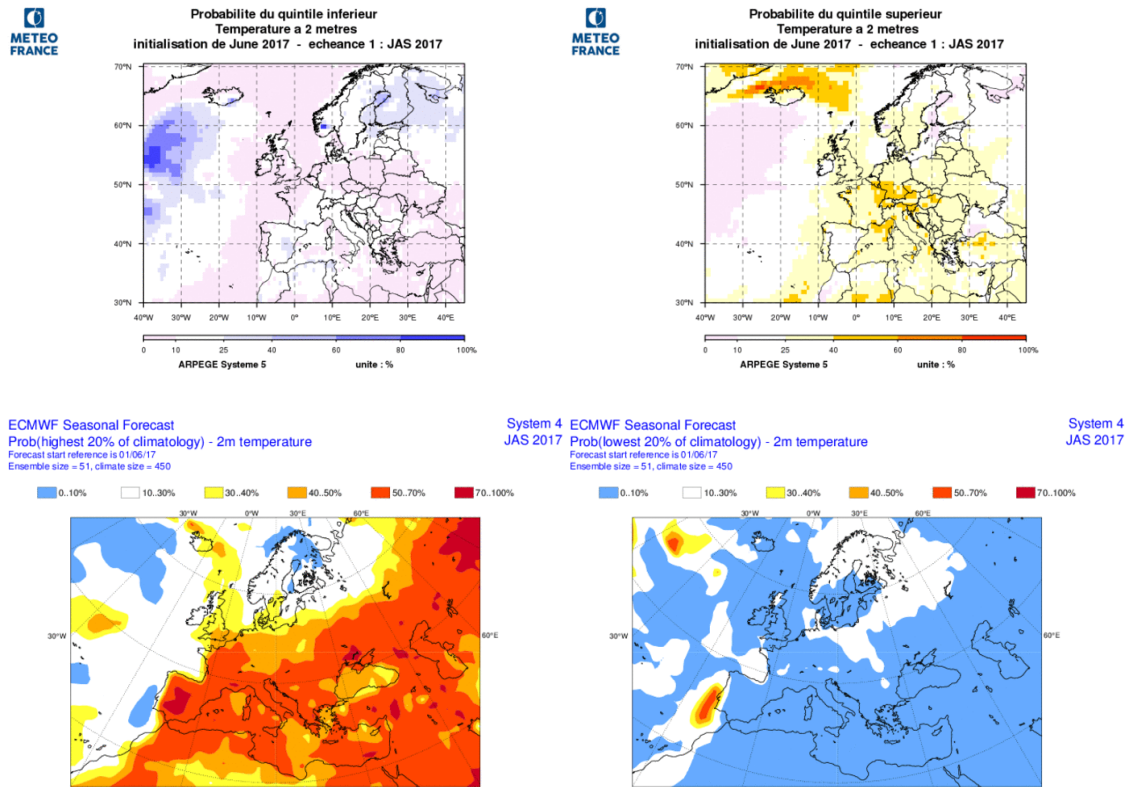 METEO
FRANCE
Probabilite du quintile inferieur
Temperature a 2 metres
initialisation de June 2017 - echeance 1 : JAS 2017
70°N
60°N
50°N
40°N
30°N
40°W 30°W 20°W 10°W 0°E 10°E 20°E 30°E 40°E
0 10 25 40 60 80 100%
ARPEGE Systeme 5 unite : %
METEO
FRANCE
Probabilite du quintile superieur
Temperature a 2 metres
initialisation de June 2017 - echeance 1 : JAS 2017
70°N
60°N
50°N
40°N
30°N
40°W 30°W 20°W 10°W 0°E 10°E 20°E 30°E 40°E
0 10 25 40 60 80 100%
ARPEGE Systeme 5 unite : %
ECMWF Seasonal Forecast System 4
Prob(highest 20% of climatology) - 2m temperature JAS 2017
Forecast start reference is 01/06/17
Ensemble size = 51, climate size = 450
0..10% 10..30% 30..40% 40..50% 50..70% 70..100%
30°W 0°W 30°E 60°E
30°W 60°E
ECMWF Seasonal Forecast System 4
Prob(lowest 20% of climatology) - 2m temperature JAS 2017
Forecast start reference is 01/06/17
Ensemble size = 51, climate size = 450
0..10% 10..30% 30..40% 40..50% 50..70% 70..100%
30°W 0°W 30°E 60°E
30°W 60°E